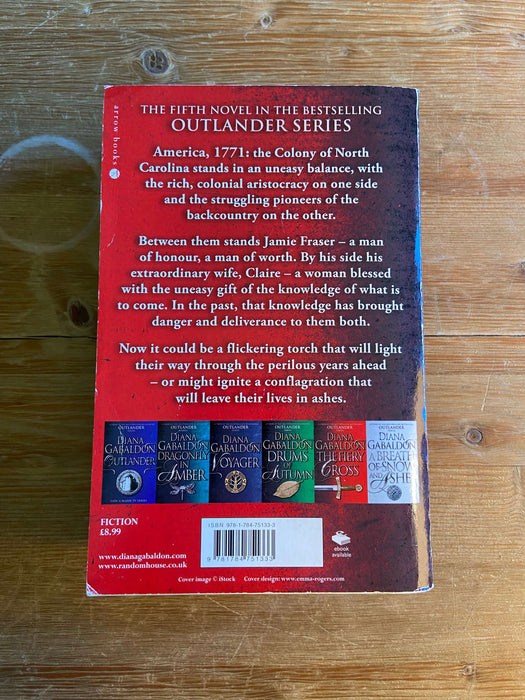 arrow books
THE FIFTH NOVEL IN THE BESTSELLING
OUTLANDER SERIES
America, 1771: the Colony of North
Carolina stands in an uneasy balance, with
the rich, colonial aristocracy on one side
and the struggling pioneers of the
backcountry on the other.
Between them stands Jamie Fraser – a man
of honour, a man of worth. By his side his
extraordinary wife, Claire – a woman blessed
with the uneasy gift of the knowledge of what is
to come. In the past, that knowledge has brought
danger and deliverance to them both.
Now it could be a flickering torch that will light
their way through the perilous years ahead
– or might ignite a conflagration that
will leave their lives in ashes.
OUTLANDER
DIANA
GABALDON
OUTLANDER
OUTLANDER
DIANA
GABALDON
DRAGONFLY
IN
AMBER
OUTLANDER
DIANA
GABALDON
VOYAGER
OUTLANDER
DIANA
GABALDON
DRUMS
OF
AUTUMN
OUTLANDER
DIANA
GABALDON
THE FIERY
CROSS
OUTLANDER
DIANA
GABALDON
A BREATH
OF SNOW
AND
ASHES
FICTION
£8.99
www.dianagabaldon.com
www.randomhouse.co.uk
ISBN 978-1-784-75133-3
9 781784 751333
ebook
available
Cover image © iStock Cover design: www.emma-rogers.com